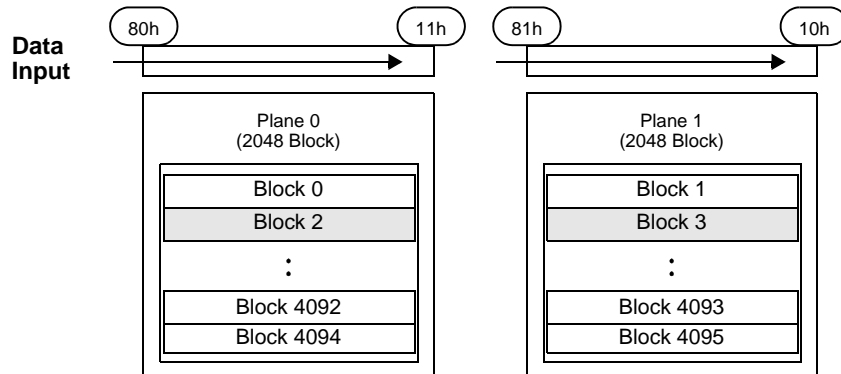 80h 11h 81h 10h
Data
Input
Plane 0
(2048 Block)
Block 0
Block 2
:
Block 4092
Block 4094
Plane 1
(2048 Block)
Block 1
Block 3
:
Block 4093
Block 4095